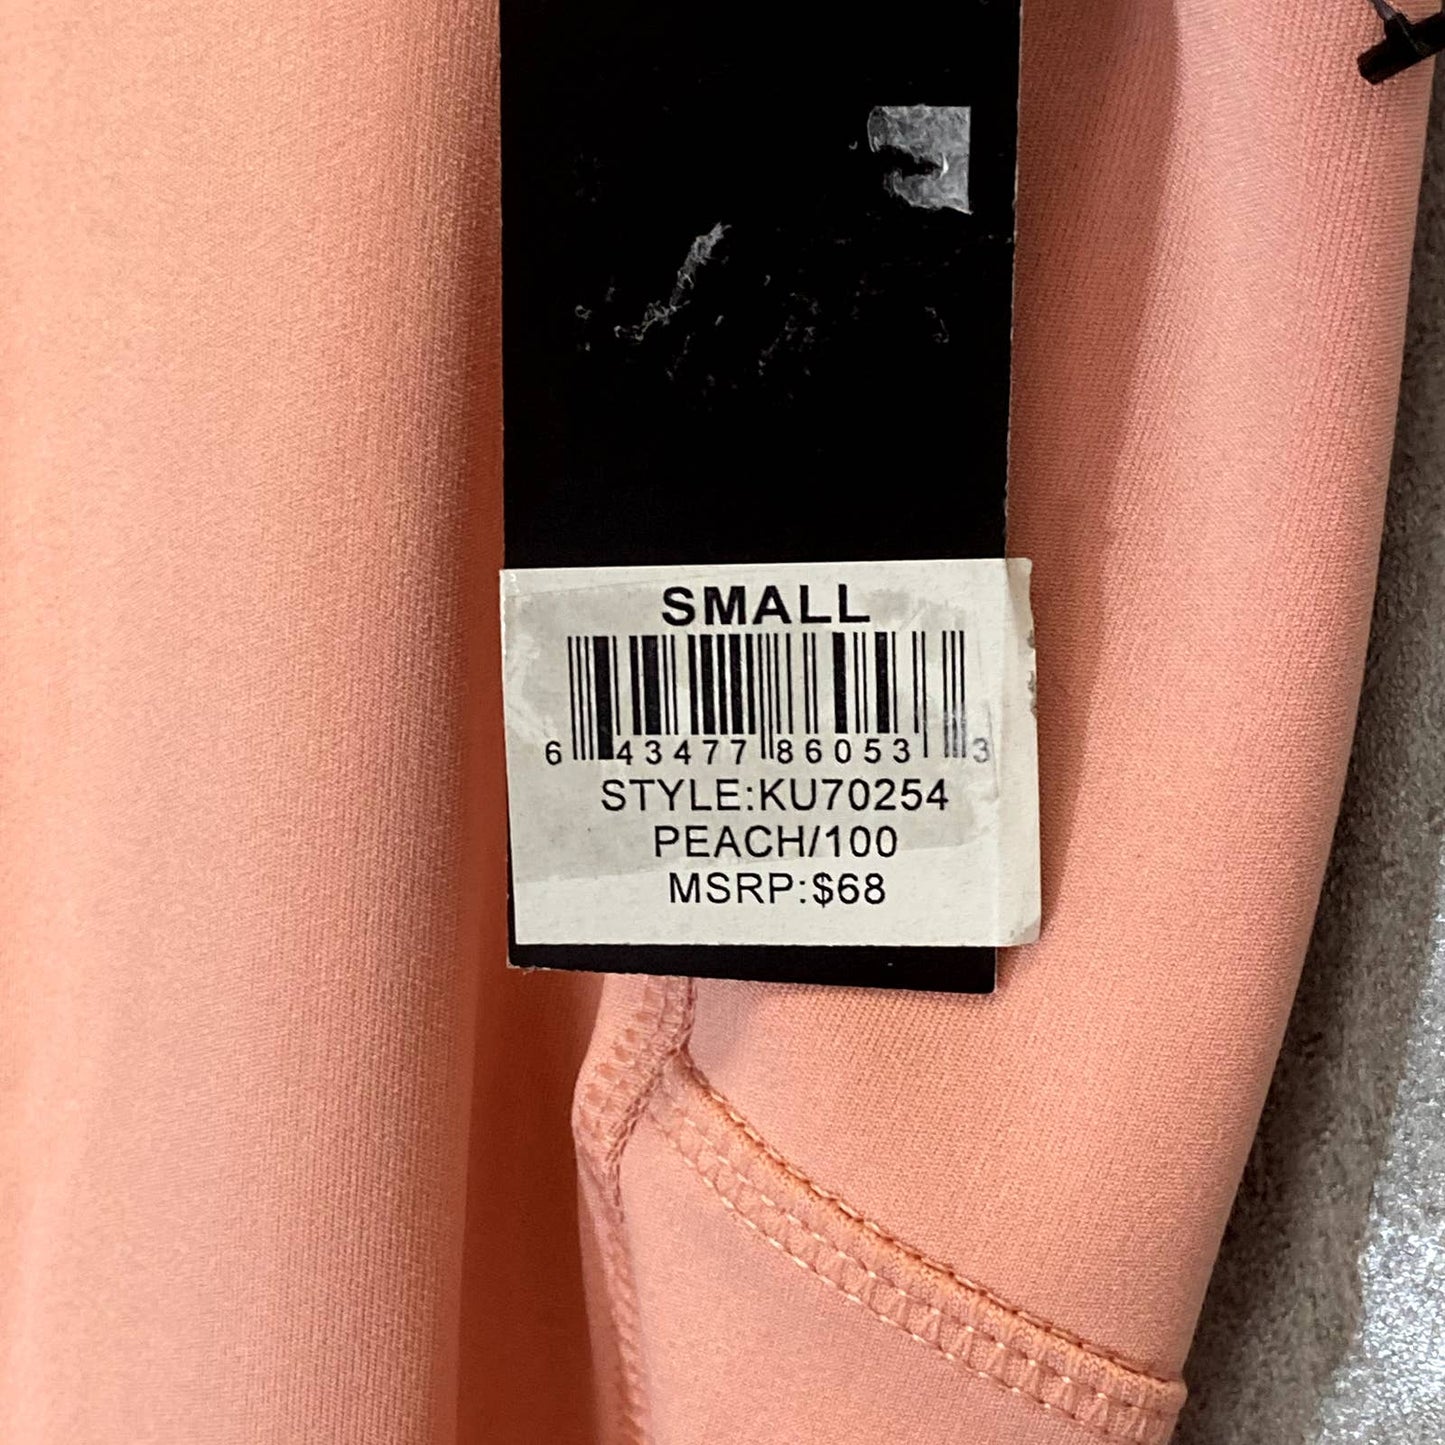 SMALL
6 43477 86053 3
STYLE:KU70254
PEACH/100
MSRP:$68